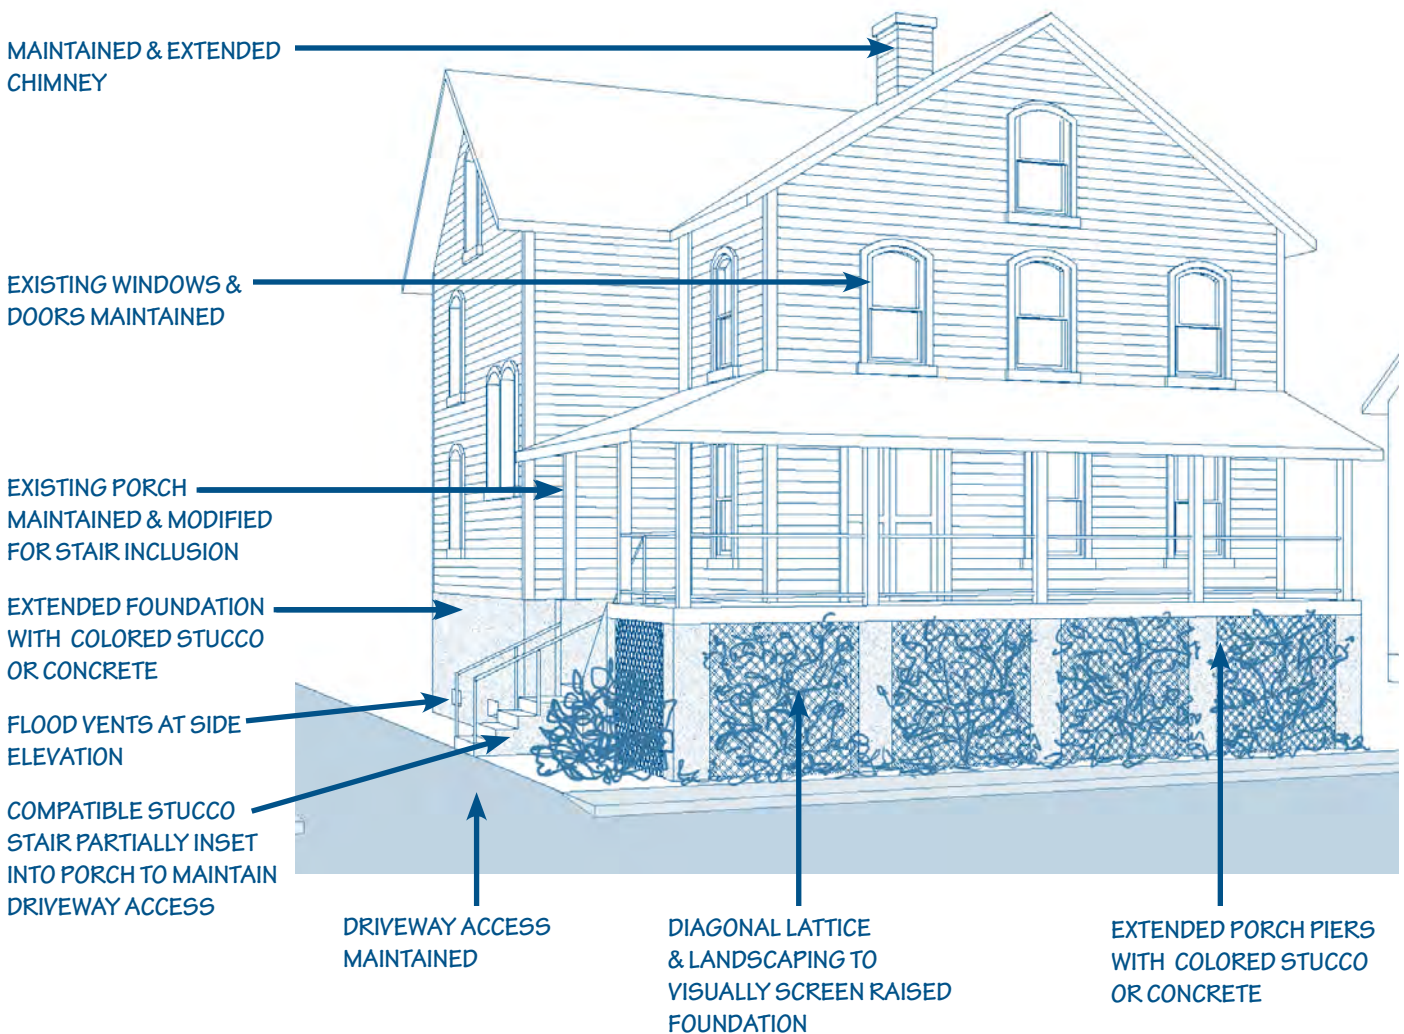 MAINTAINED & EXTENDED
CHIMNEY
EXISTING WINDOWS &
DOORS MAINTAINED
EXISTING PORCH
MAINTAINED & MODIFIED
FOR STAIR INCLUSION
EXTENDED FOUNDATION
WITH COLORED STUCCO
OR CONCRETE
FLOOD VENTS AT SIDE
ELEVATION
COMPATIBLE STUCCO
STAIR PARTIALLY INSET
INTO PORCH TO MAINTAIN
DRIVEWAY ACCESS
DRIVEWAY ACCESS
MAINTAINED
DIAGONAL LATTICE
& LANDSCAPING TO
VISUALLY SCREEN RAISED
FOUNDATION
EXTENDED PORCH PIERS
WITH COLORED STUCCO
OR CONCRETE